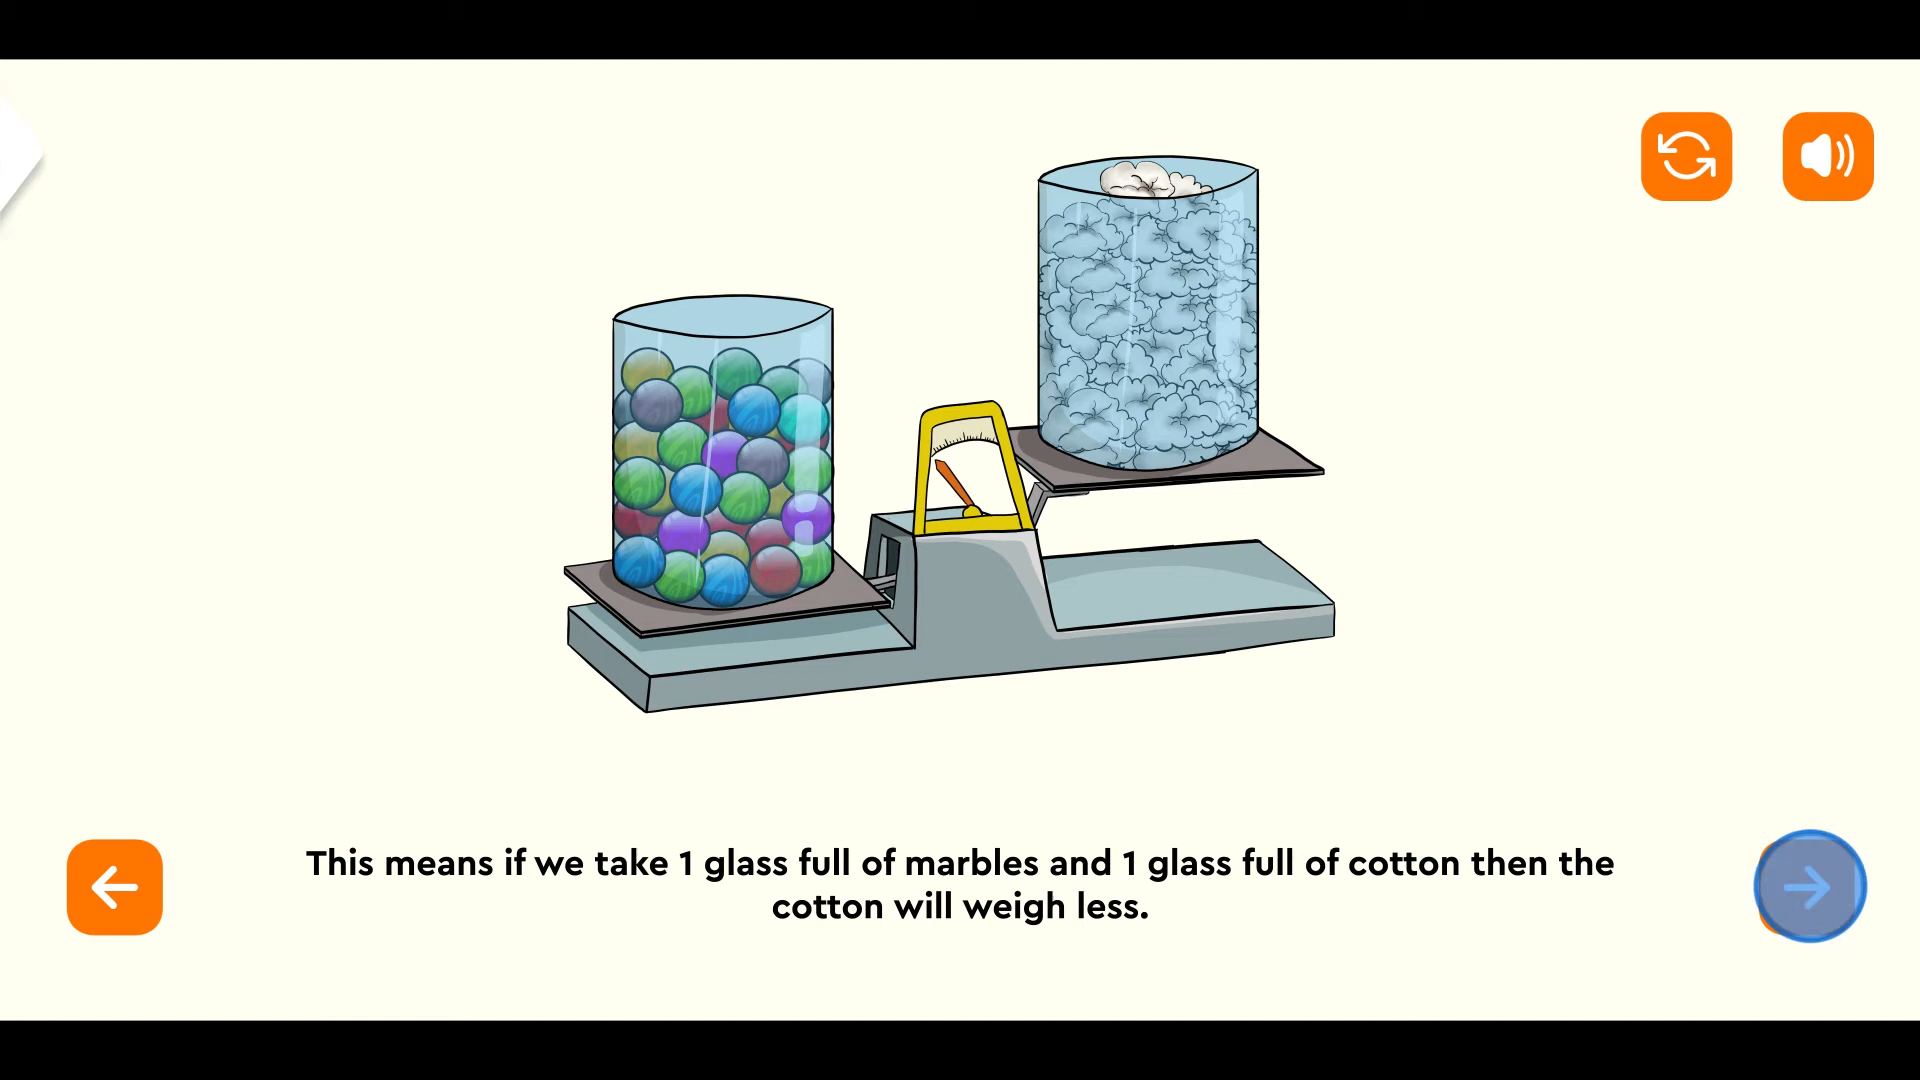 This means if we take 1 glass full of marbles and 1 glass full of cotton then the
cotton will weigh less.